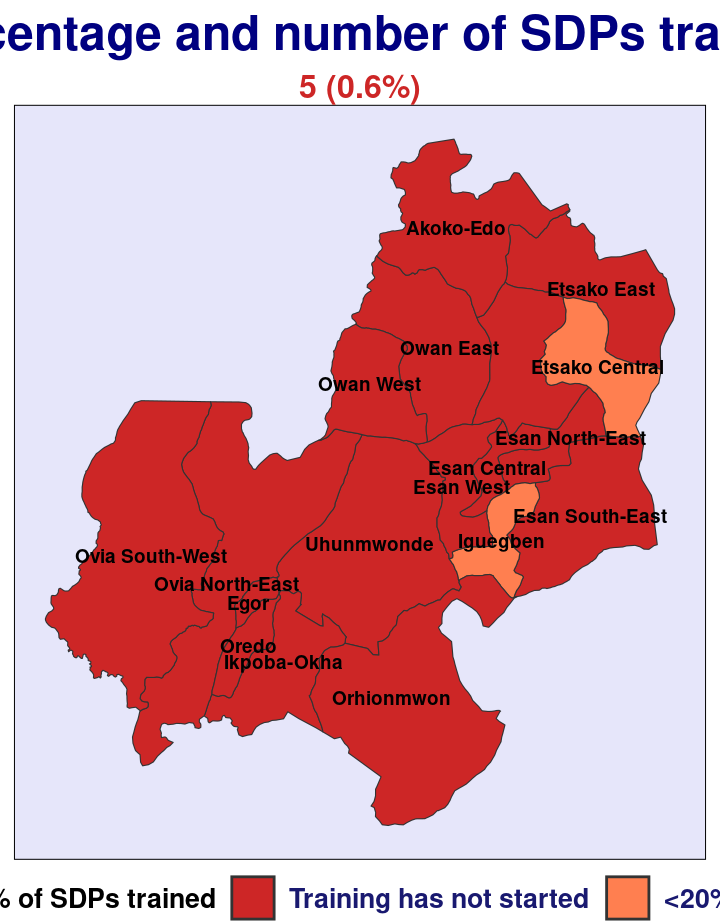 centage and number of SDPs tra
5 (0.6%)
Akoko-Edo
Etsako East
Owan East
Etsako Central
Owan West
Esan North-East
Esan Central
Esan West
Esan South-East
Iguegben
Uhunmwonde
Ovia South-West
Ovia North-East
Egor
Oredo
Ikpoba-Okha
Orhionmwon
% of SDPs trained Training has not started <20%